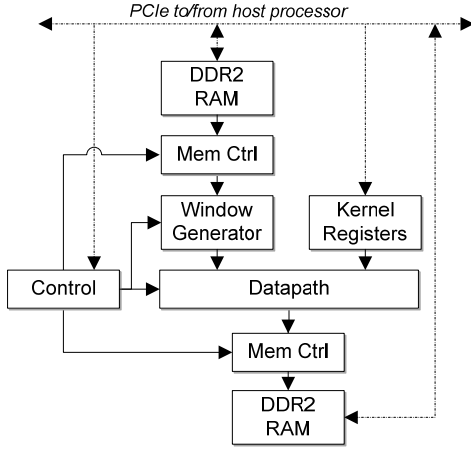 PCIe to/from host processor
DDR2
RAM
Mem Ctrl
Window
Generator
Kernel
Registers
Control
Datapath
Mem Ctrl
DDR2
RAM